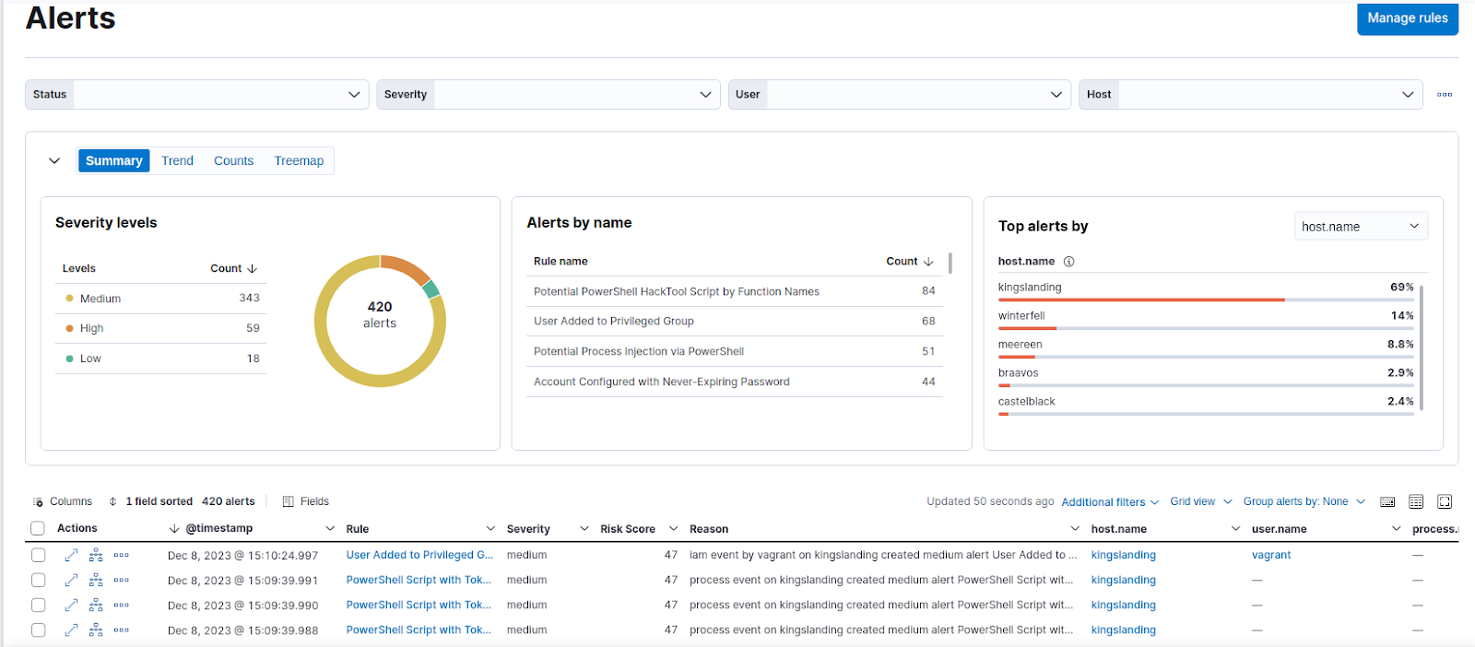 Alerts
Manage rules
Status Severity User Host
Summary Trend Counts Treemap
Severity levels
Levels Count
Medium 343
High 59
Low 18
420
alerts
Alerts by name
Rule name Count
Potential PowerShell HackTool Script by Function Names 84
User Added to Privileged Group 68
Potential Process Injection via PowerShell 51
Account Configured with Never-Expiring Password 44
Top alerts by host.name
host.name
kingslanding 69%
winterfell 14%
meereen 8.8%
braavos 2.9%
castelblack 2.4%
Columns 1 field sorted 420 alerts Fields Updated 50 seconds ago Additional filters Grid view Group alerts by: None
Actions @timestamp Rule Severity Risk Score Reason host.name user.name process.
Dec 8, 2023 @ 15:10:24.997 User Added to Privileged G... medium 47 iam event by vagrant on kingslanding created medium alert User Added to ... kingslanding vagrant —
Dec 8, 2023 @ 15:09:39.991 PowerShell Script with Tok... medium 47 process event on kingslanding created medium alert PowerShell Script wit... kingslanding — —
Dec 8, 2023 @ 15:09:39.990 PowerShell Script with Tok... medium 47 process event on kingslanding created medium alert PowerShell Script wit... kingslanding — —
Dec 8, 2023 @ 15:09:39.988 PowerShell Script with Tok... medium 47 process event on kingslanding created medium alert PowerShell Script wit... kingslanding — —